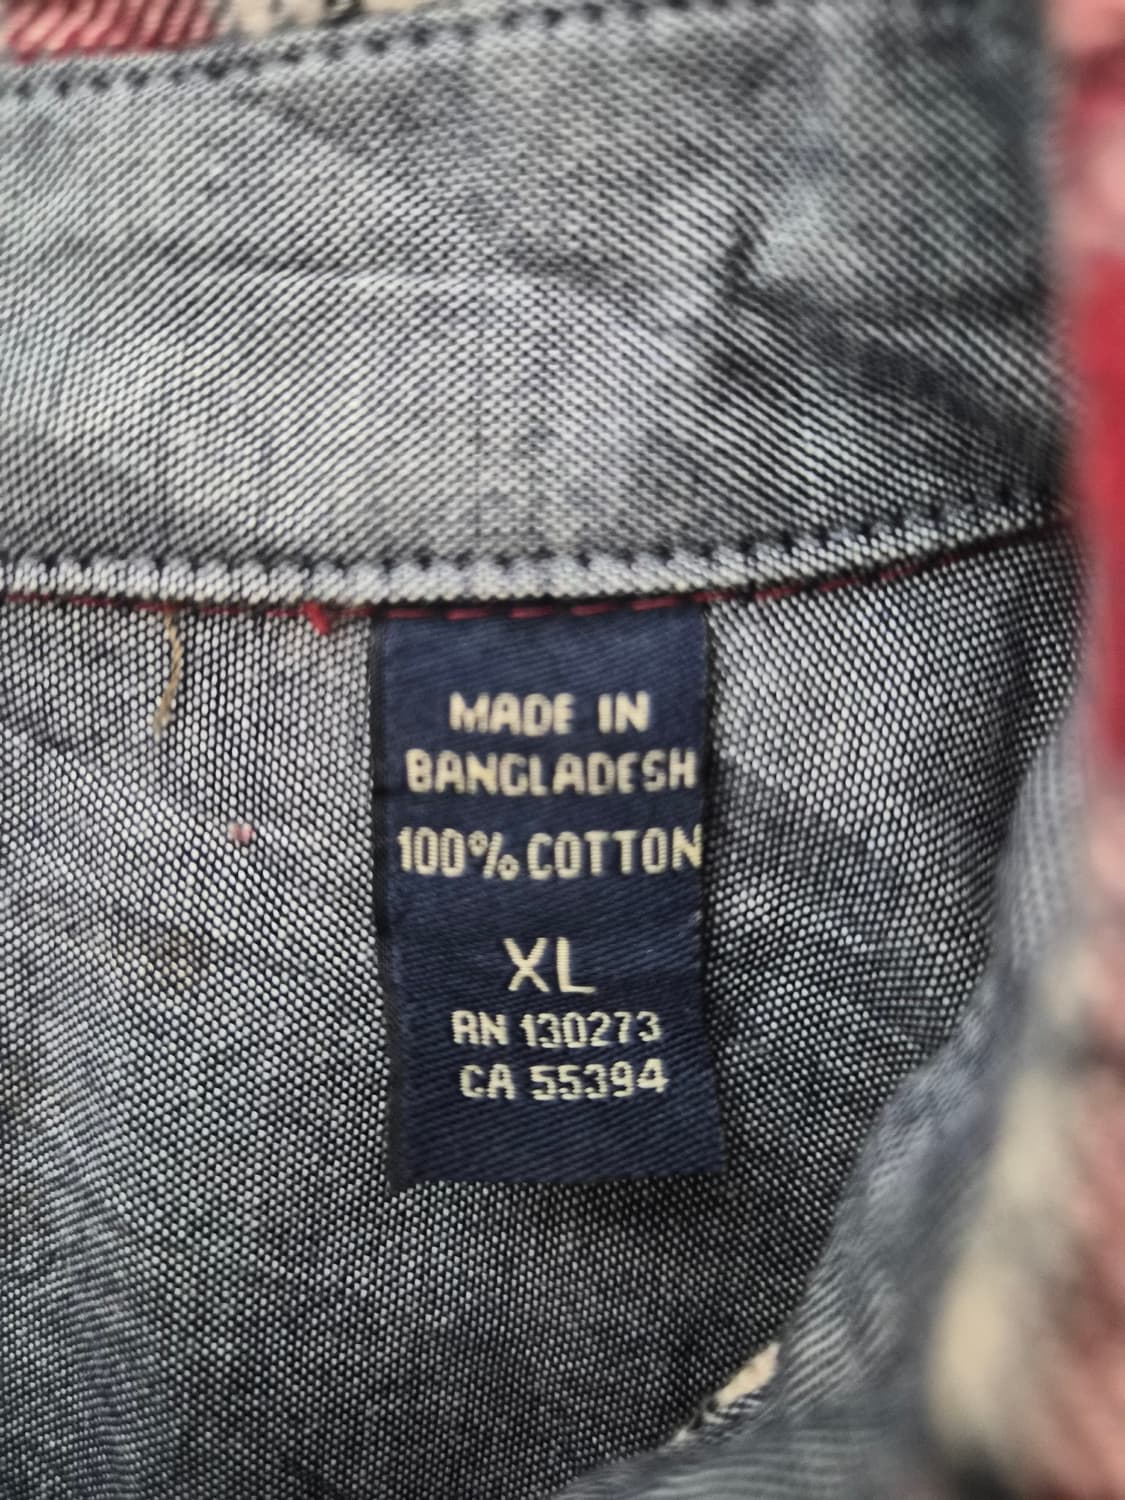 MADE IN
BANGLADESH
100% COTTON
XL
RN 130273
CA 55394